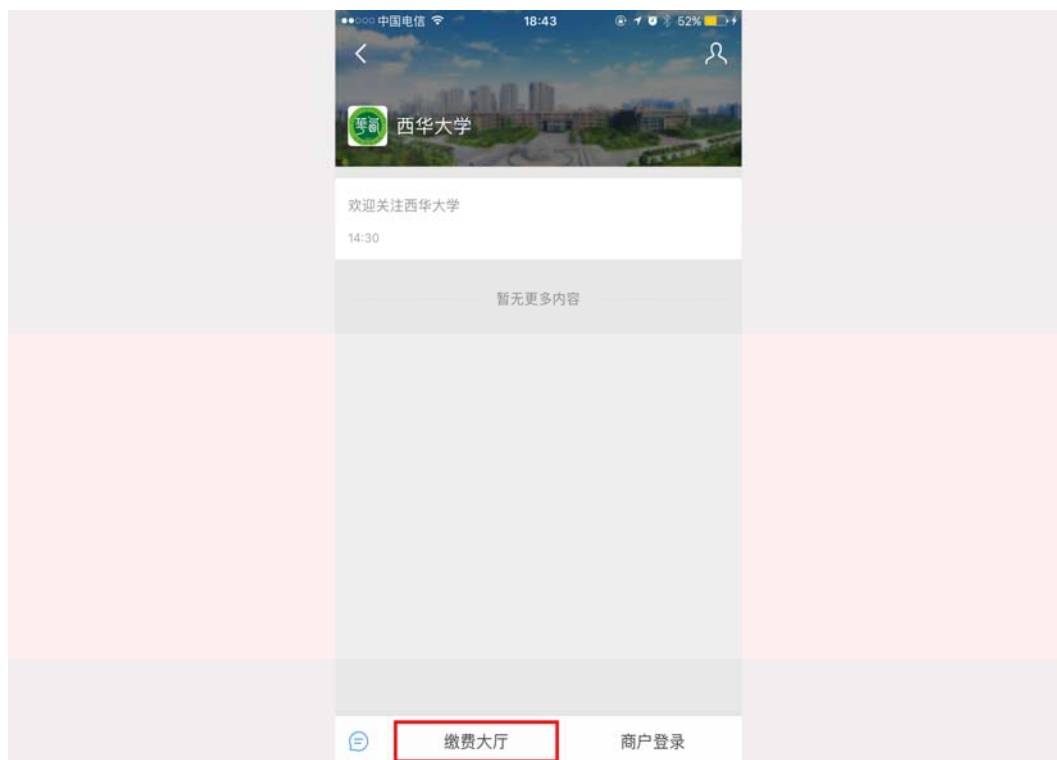 中国电信 18:43 52%
西华大学
欢迎关注西华大学
14:30
暂无更多内容
缴费大厅 商户登录